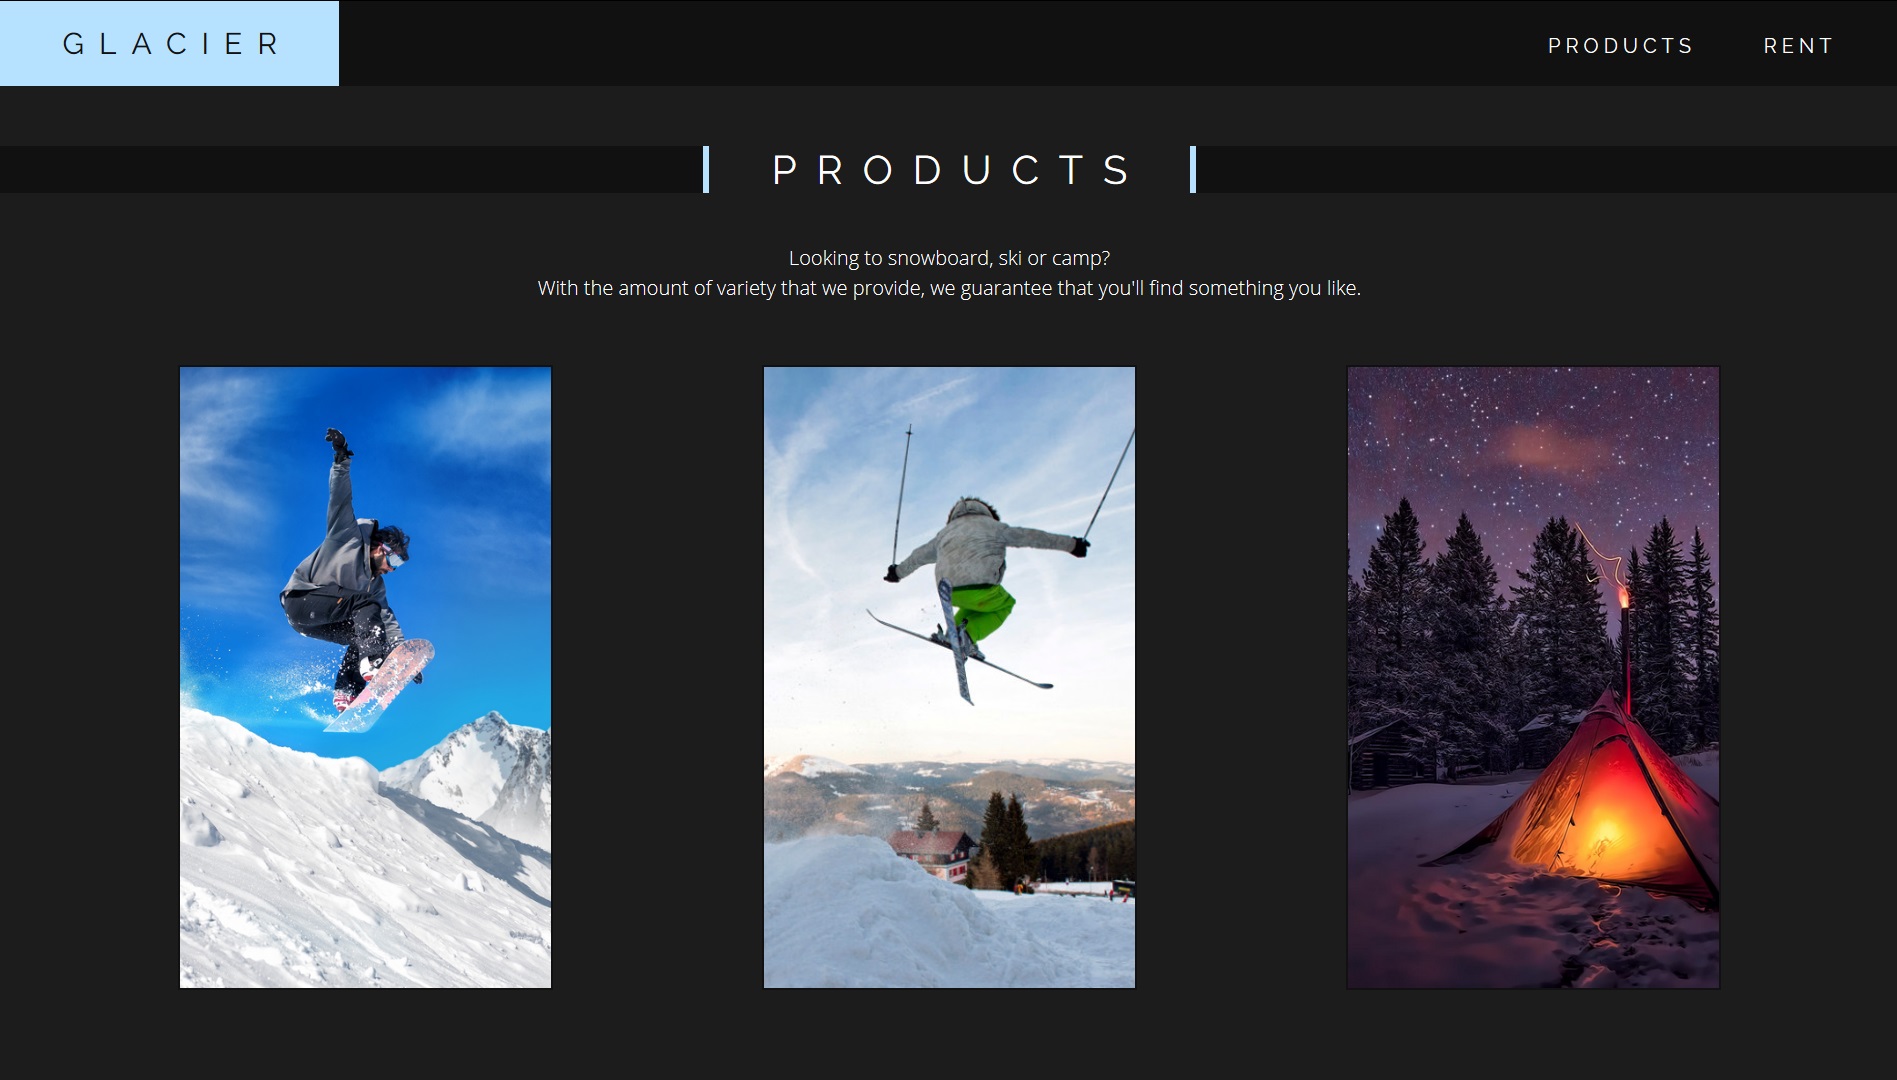 GLACIER
PRODUCTS
RENT
PRODUCTS
Looking to snowboard, ski or camp?
With the amount of variety that we provide, we guarantee that you'll find something you like.